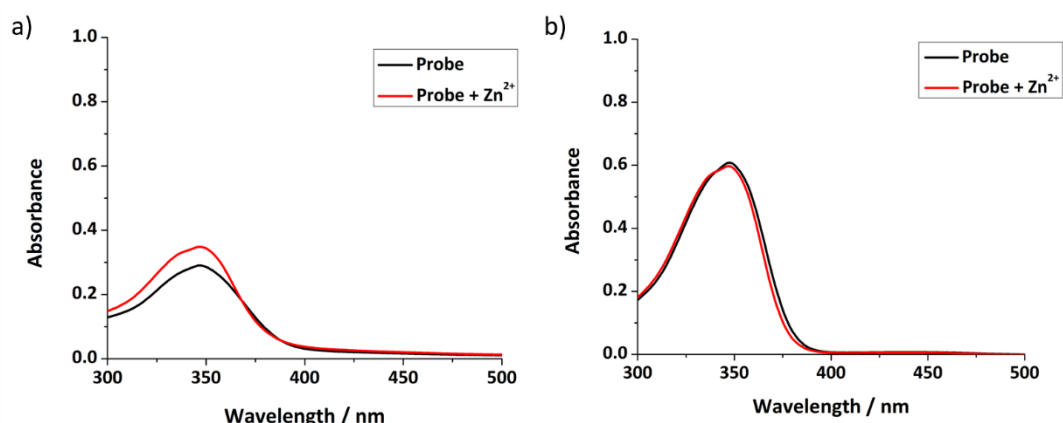 a)
1.0
0.8
0.6
0.4
0.2
0.0
Absorbance
300 350 400 450 500
Wavelength / nm
Probe
Probe + Zn²⁺
b)
1.0
0.8
0.6
0.4
0.2
0.0
Absorbance
300 350 400 450 500
Wavelength / nm
Probe
Probe + Zn²⁺